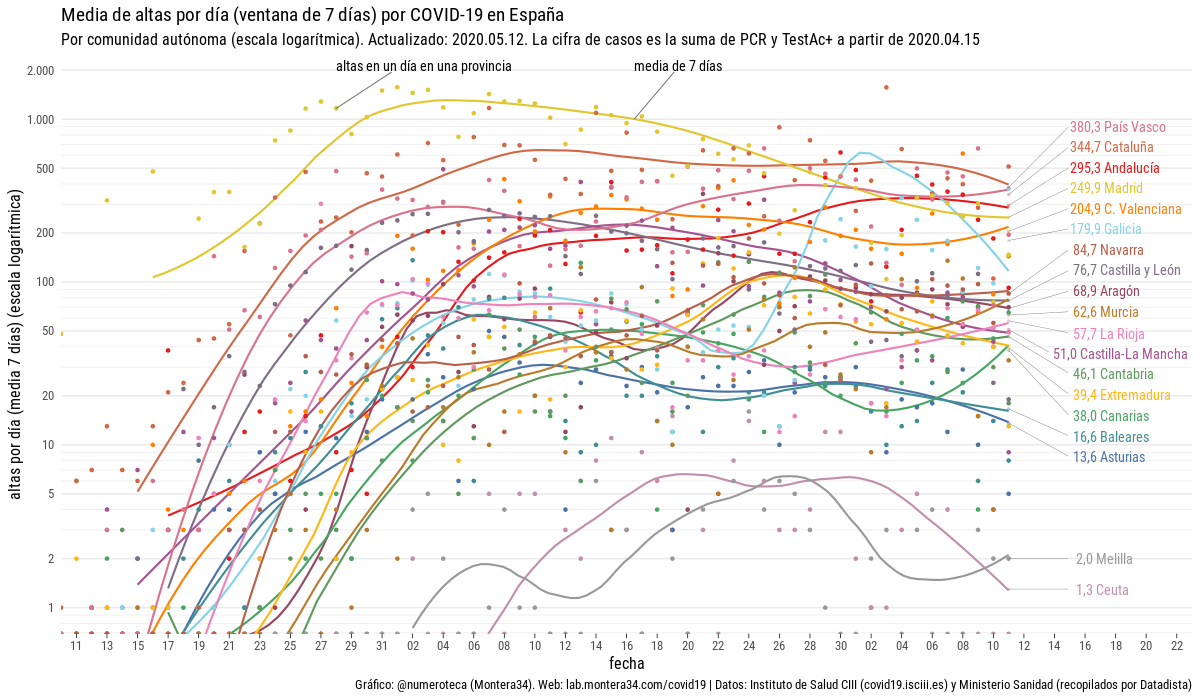 Media de altas por día (ventana de 7 días) por COVID-19 en España
Por comunidad autónoma (escala logarítmica). Actualizado: 2020.05.12. La cifra de casos es la suma de PCR y TestAc+ a partir de 2020.04.15
altas en un día en una provincia
media de 7 días
altas por día (media 7 días) (escala logarítmica)
2.000
1.000
500
200
100
50
20
10
5
2
1
380,3 País Vasco
344,7 Cataluña
295,3 Andalucía
249,9 Madrid
204,9 C. Valenciana
179,9 Galicia
84,7 Navarra
76,7 Castilla y León
68,9 Aragón
62,6 Murcia
57,7 La Rioja
51,0 Castilla-La Mancha
46,1 Cantabria
39,4 Extremadura
38,0 Canarias
16,6 Baleares
13,6 Asturias
2,0 Melilla
1,3 Ceuta
11 13 15 17 19 21 23 25 27 29 31 02 04 06 08 10 12 14 16 18 20 22 24 26 28 30 02 04 06 08 10 12 14 16 18 20 22
fecha
Gráfico: @numeroteca (Montera34). Web: lab.montera34.com/covid19 | Datos: Instituto de Salud CIII (covid19.isciii.es) y Ministerio Sanidad (recopilados por Datadista)